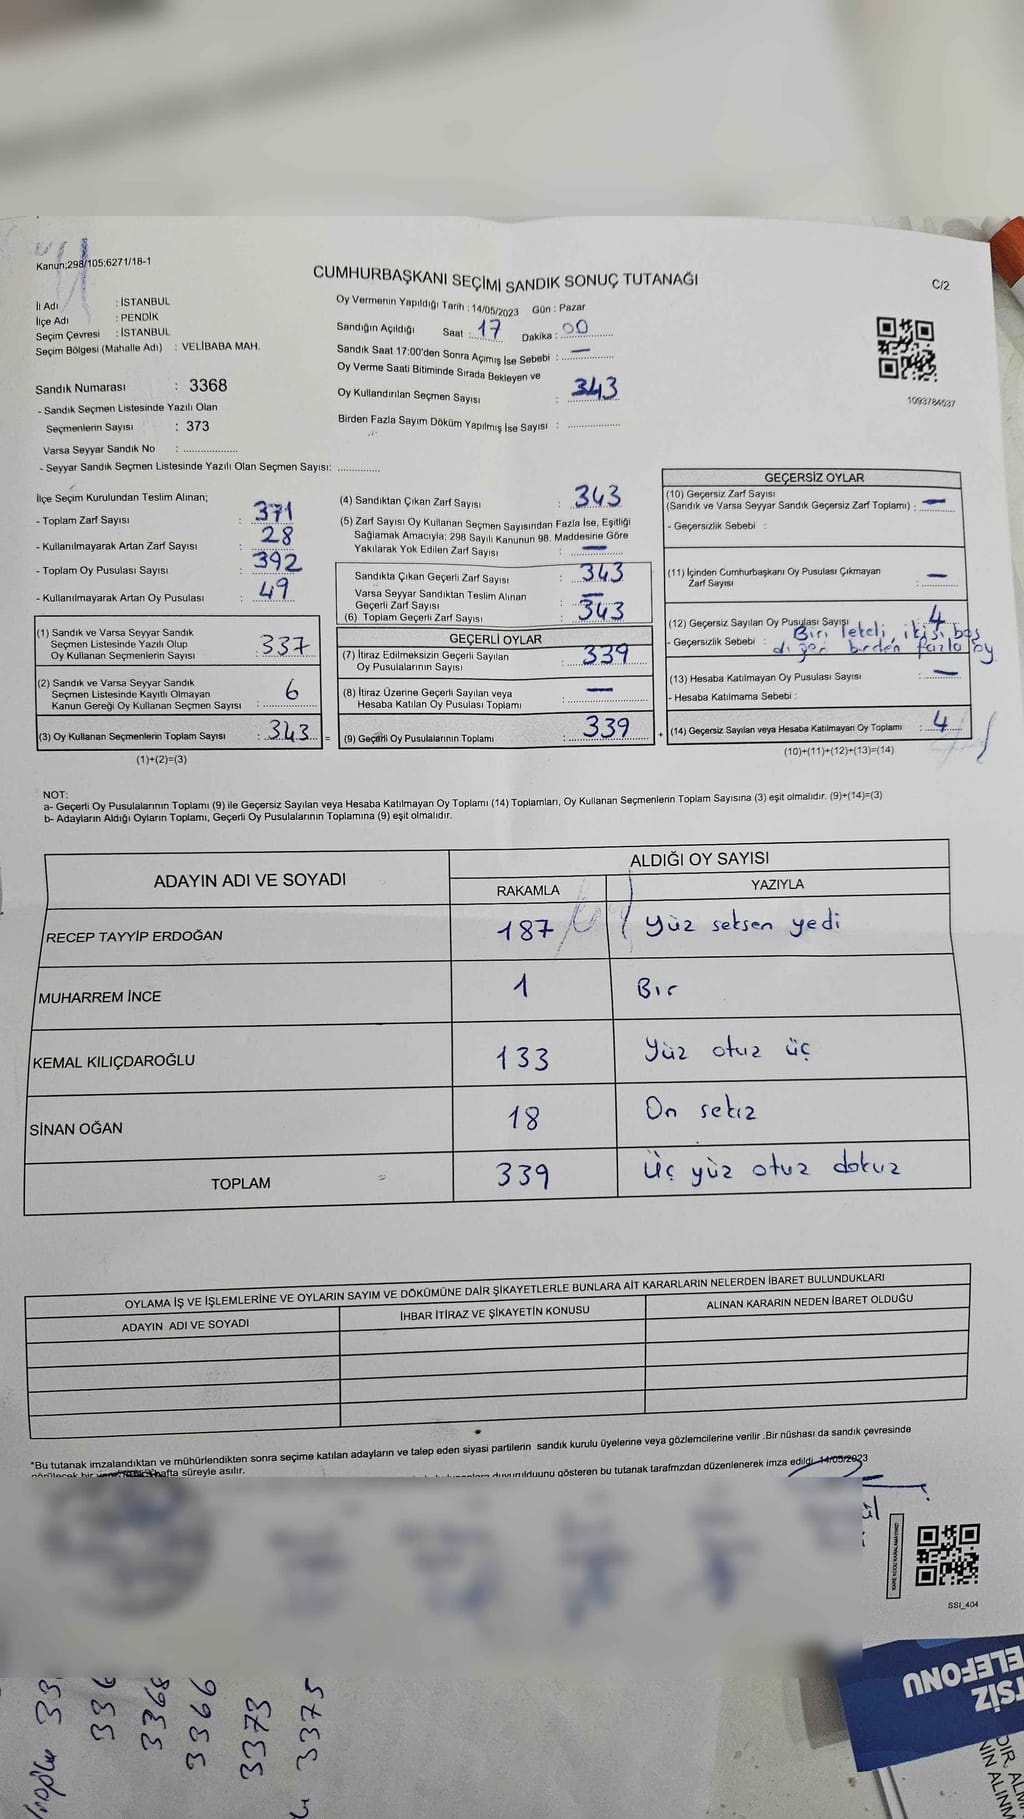 Kanun;298/105;6271/18-1
CUMHURBAŞKANI SEÇİMİ SANDIK SONUÇ TUTANAĞI
C/2
İl Adı : İSTANBUL
İlçe Adı : PENDİK
Seçim Çevresi : İSTANBUL
Seçim Bölgesi (Mahalle Adı) : VELİBABA MAH.
Sandık Numarası : 3368
- Sandık Seçmen Listesinde Yazılı Olan
Seçmenlerin Sayısı : 373
Varsa Seyyar Sandık No : ..................
- Seyyar Sandık Seçmen Listesinde Yazılı Olan Seçmen Sayısı: .............
Oy Vermenin Yapıldığı Tarih : 14/05/2023 Gün : Pazar
Sandığın Açıldığı Saat : 17 Dakika : 00
Sandık Saat 17:00'den Sonra Açımış İse Sebebi : —
Oy Verme Saati Bitiminde Sırada Bekleyen ve
Oy Kullandırılan Seçmen Sayısı : 343
Birden Fazla Sayım Döküm Yapılmış İse Sayısı : ................
1093784537
İlçe Seçim Kurulundan Teslim Alınan;
- Toplam Zarf Sayısı : 371
- Kullanılmayarak Artan Zarf Sayısı : 28
- Toplam Oy Pusulası Sayısı : 392
- Kullanılmayarak Artan Oy Pusulası : 49
(1) Sandık ve Varsa Seyyar Sandık
Seçmen Listesinde Yazılı Olup
Oy Kullanan Seçmenlerin Sayısı : 337
(2) Sandık ve Varsa Seyyar Sandık
Seçmen Listesinde Kayıtlı Olmayan
Kanun Gereği Oy Kullanan Seçmen Sayısı : 6
(3) Oy Kullanan Seçmenlerin Toplam Sayısı : 343 =
(1)+(2)=(3)
(4) Sandıktan Çıkan Zarf Sayısı : 343
(5) Zarf Sayısı Oy Kullanan Seçmen Sayısından Fazla İse, Eşitliği
Sağlamak Amacıyla; 298 Sayılı Kanunun 98. Maddesine Göre
Yakılarak Yok Edilen Zarf Sayısı : —
Sandıkta Çıkan Geçerli Zarf Sayısı : 343
Varsa Seyyar Sandıktan Teslim Alınan
Geçerli Zarf Sayısı : —
(6) Toplam Geçerli Zarf Sayısı : 343
GEÇERLİ OYLAR
(7) İtiraz Edilmeksizin Geçerli Sayılan
Oy Pusulalarının Sayısı : 339
(8) İtiraz Üzerine Geçerli Sayılan veya
Hesaba Katılan Oy Pusulası Toplamı : —
(9) Geçerli Oy Pusulalarının Toplamı : 339 +
GEÇERSİZ OYLAR
(10) Geçersiz Zarf Sayısı
(Sandık ve Varsa Seyyar Sandık Geçersiz Zarf Toplamı) : —
- Geçersizlik Sebebi :
(11) İçinden Cumhurbaşkanı Oy Pusulası Çıkmayan
Zarf Sayısı : —
(12) Geçersiz Sayılan Oy Pusulası Sayısı : 4
- Geçersizlik Sebebi : Biri lekeli, ikisi boş
diğeri birden fazla oy
(13) Hesaba Katılmayan Oy Pusulası Sayısı : —
- Hesaba Katılmama Sebebi :
(14) Geçersiz Sayılan veya Hesaba Katılmayan Oy Toplamı : 4
(10)+(11)+(12)+(13)=(14)
NOT:
a- Geçerli Oy Pusulalarının Toplamı (9) ile Geçersiz Sayılan veya Hesaba Katılmayan Oy Toplamı (14) Toplamları, Oy Kullanan Seçmenlerin Toplam Sayısına (3) eşit olmalıdır. (9)+(14)=(3)
b- Adayların Aldığı Oyların Toplamı, Geçerli Oy Pusulalarının Toplamına (9) eşit olmalıdır.
ADAYIN ADI VE SOYADI
ALDIĞI OY SAYISI
RAKAMLA YAZIYLA
RECEP TAYYİP ERDOĞAN 187 Yüz seksen yedi
MUHARREM İNCE 1 Bir
KEMAL KILIÇDAROĞLU 133 Yüz otuz üç
SİNAN OĞAN 18 On sekiz
TOPLAM 339 Üç yüz otuz dokuz
OYLAMA İŞ VE İŞLEMLERİNE VE OYLARIN SAYIM VE DÖKÜMÜNE DAİR ŞİKAYETLERLE BUNLARA AİT KARARLARIN NELERDEN İBARET BULUNDUKLARI
ADAYIN ADI VE SOYADI İHBAR İTİRAZ VE ŞİKAYETİN KONUSU ALINAN KARARIN NEDEN İBARET OLDUĞU
*Bu tutanak imzalandıktan ve mühürlendikten sonra seçime katılan adayların ve talep eden siyasi partilerin sandık kurulu üyelerine veya gözlemcilerine verilir .Bir nüshası da sandık çevresinde
hafta süreyle asılır. gösteren bu tutanak tarafmzdan düzenlenerek imza edildi. 14/05/2023
SSİ_404
336
3368
3366
3373
3375
TELEFONU